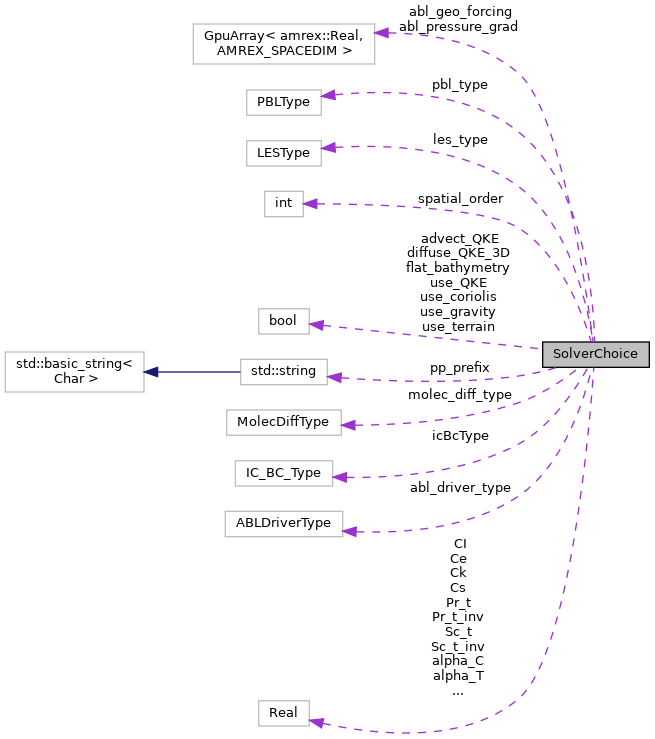 abl_geo_forcing
abl_pressure_grad
GpuArray< amrex::Real,
AMREX_SPACEDIM >
pbl_type
PBLType
les_type
LESType
spatial_order
int
advect_QKE
diffuse_QKE_3D
flat_bathymetry
use_QKE
use_coriolis
use_gravity
use_terrain
bool
SolverChoice
std::basic_string<
Char >
std::string
pp_prefix
molec_diff_type
MolecDiffType
icBcType
IC_BC_Type
abl_driver_type
ABLDriverType
CI
Ce
Ck
Cs
Pr_t
Pr_t_inv
Sc_t
Sc_t_inv
alpha_C
alpha_T
...
Real